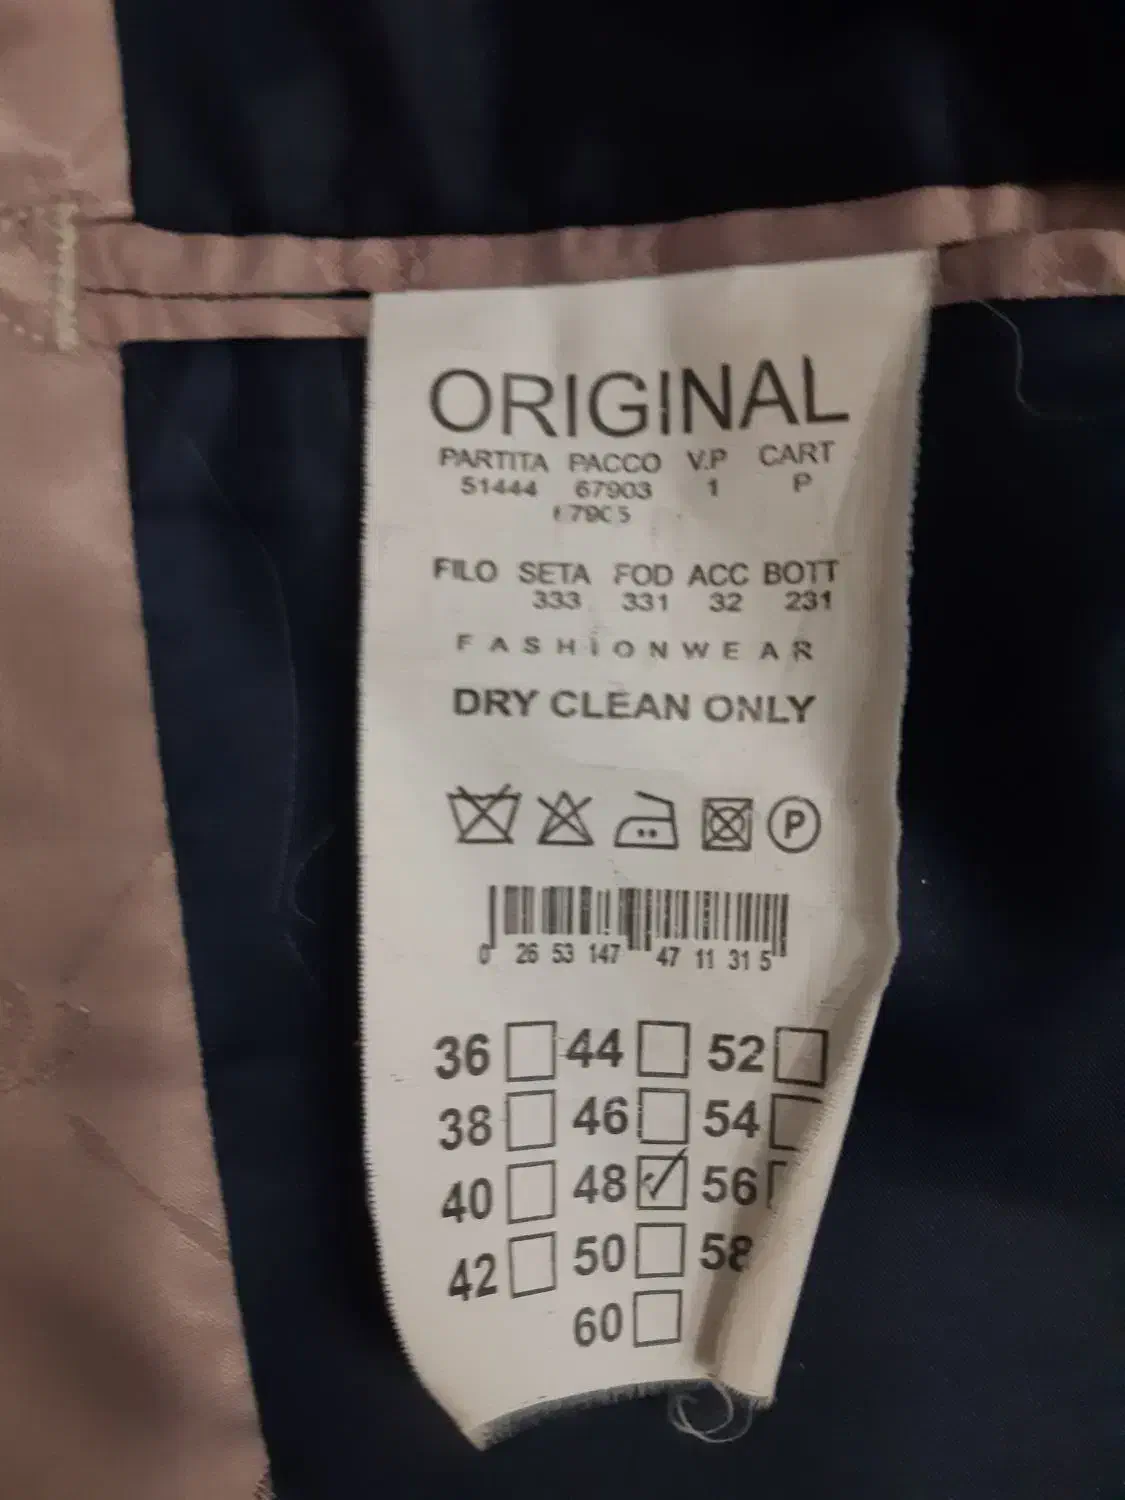 ORIGINAL
PARTITA PACCO V.P CART
51444 67903 1 P
FILO SETA FOD ACC BOTT
333 331 32 231
FASHIONWEAR
DRY CLEAN ONLY
P
0 26 53 147 47 11 31 5
36 44 52
38 46 54
40 48 56
42 50 58
60